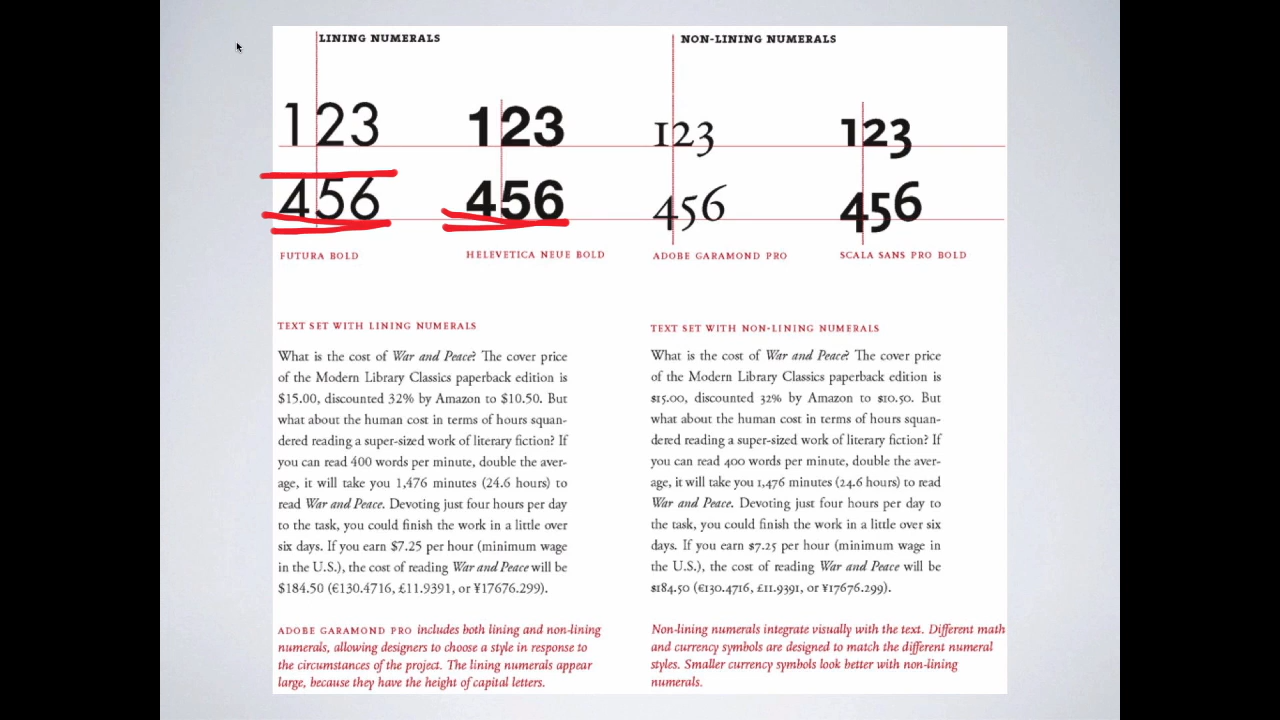 LINING NUMERALS
123
456
FUTURA BOLD
123
456
HELEVETICA NEUE BOLD
NON-LINING NUMERALS
123
456
ADOBE GARAMOND PRO
123
456
SCALA SANS PRO BOLD
TEXT SET WITH LINING NUMERALS
What is the cost of War and Peace? The cover price
of the Modern Library Classics paperback edition is
$15.00, discounted 32% by Amazon to $10.50. But
what about the human cost in terms of hours squan-
dered reading a super-sized work of literary fiction? If
you can read 400 words per minute, double the aver-
age, it will take you 1,476 minutes (24.6 hours) to
read War and Peace. Devoting just four hours per day
to the task, you could finish the work in a little over
six days. If you earn $7.25 per hour (minimum wage
in the U.S.), the cost of reading War and Peace will be
$184.50 (€130.4716, £11.9391, or ¥17676.299).
ADOBE GARAMOND PRO includes both lining and non-lining
numerals, allowing designers to choose a style in response to
the circumstances of the project. The lining numerals appear
large, because they have the height of capital letters.
TEXT SET WITH NON-LINING NUMERALS
What is the cost of War and Peace? The cover price
of the Modern Library Classics paperback edition is
$15.00, discounted 32% by Amazon to $10.50. But
what about the human cost in terms of hours squan-
dered reading a super-sized work of literary fiction? If
you can read 400 words per minute, double the aver-
age, it will take you 1,476 minutes (24.6 hours) to read
War and Peace. Devoting just four hours per day to
the task, you could finish the work in a little over six
days. If you earn $7.25 per hour (minimum wage in
the U.S.), the cost of reading War and Peace will be
$184.50 (€130.4716, £11.9391, or ¥17676.299).
Non-lining numerals integrate visually with the text. Different math
and currency symbols are designed to match the different numeral
styles. Smaller currency symbols look better with non-lining
numerals.